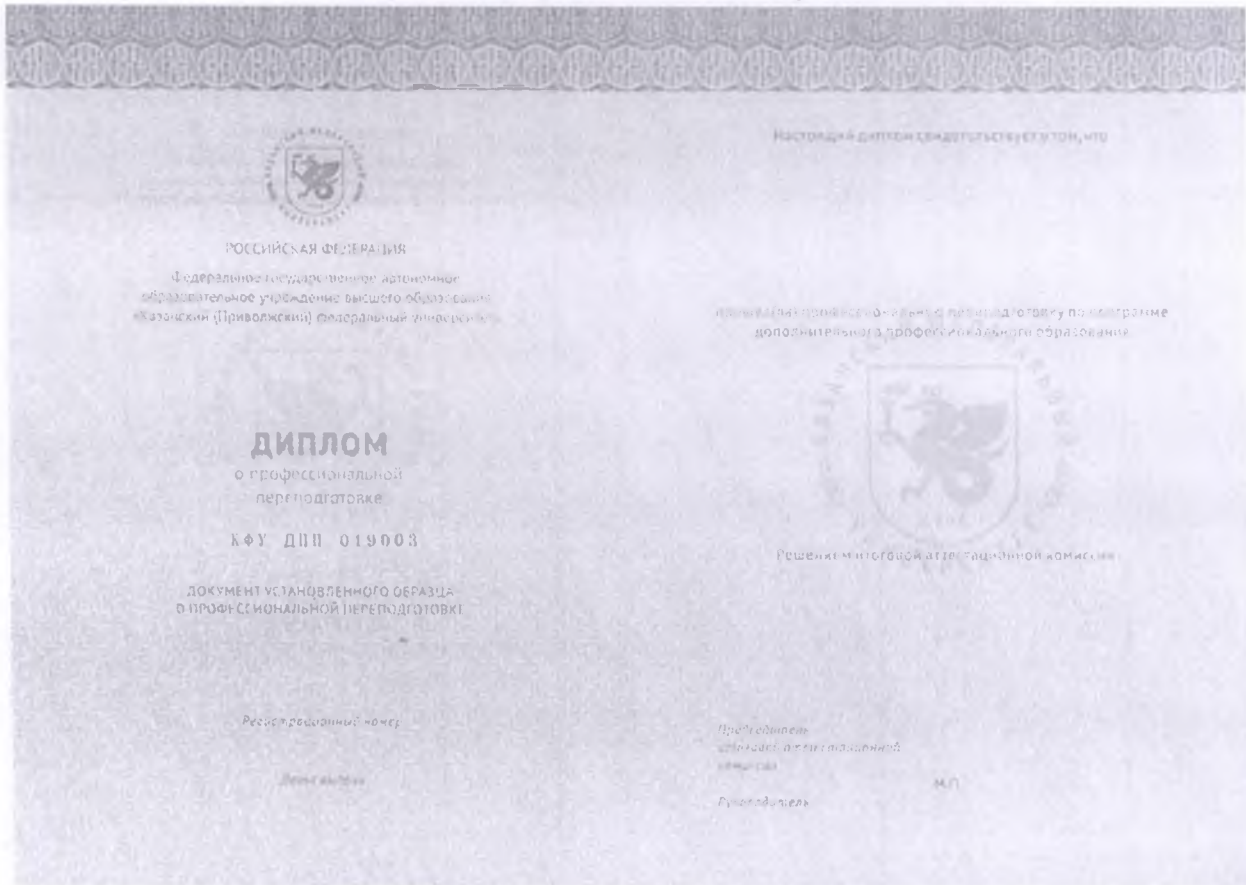 РОССИЙСКАЯ ФЕДЕРАЦИЯ
Федеральное государственное автономное
образовательное учреждение высшего образования
«Казанский (Приволжский) федеральный университет»
ДИПЛОМ
о профессиональной
переподготовке
КФУ ДПП 019003
ДОКУМЕНТ УСТАНОВЛЕННОГО ОБРАЗЦА
О ПРОФЕССИОНАЛЬНОЙ ПЕРЕПОДГОТОВКЕ
Регистрационный номер
Дата выдачи
Настоящий диплом свидетельствует о том, что
профессиональную переподготовку по программе
дополнительного профессионального образования
Решением итоговой аттестационной комиссии
Председатель
итоговой аттестационной
комиссии
М.П.
Руководитель